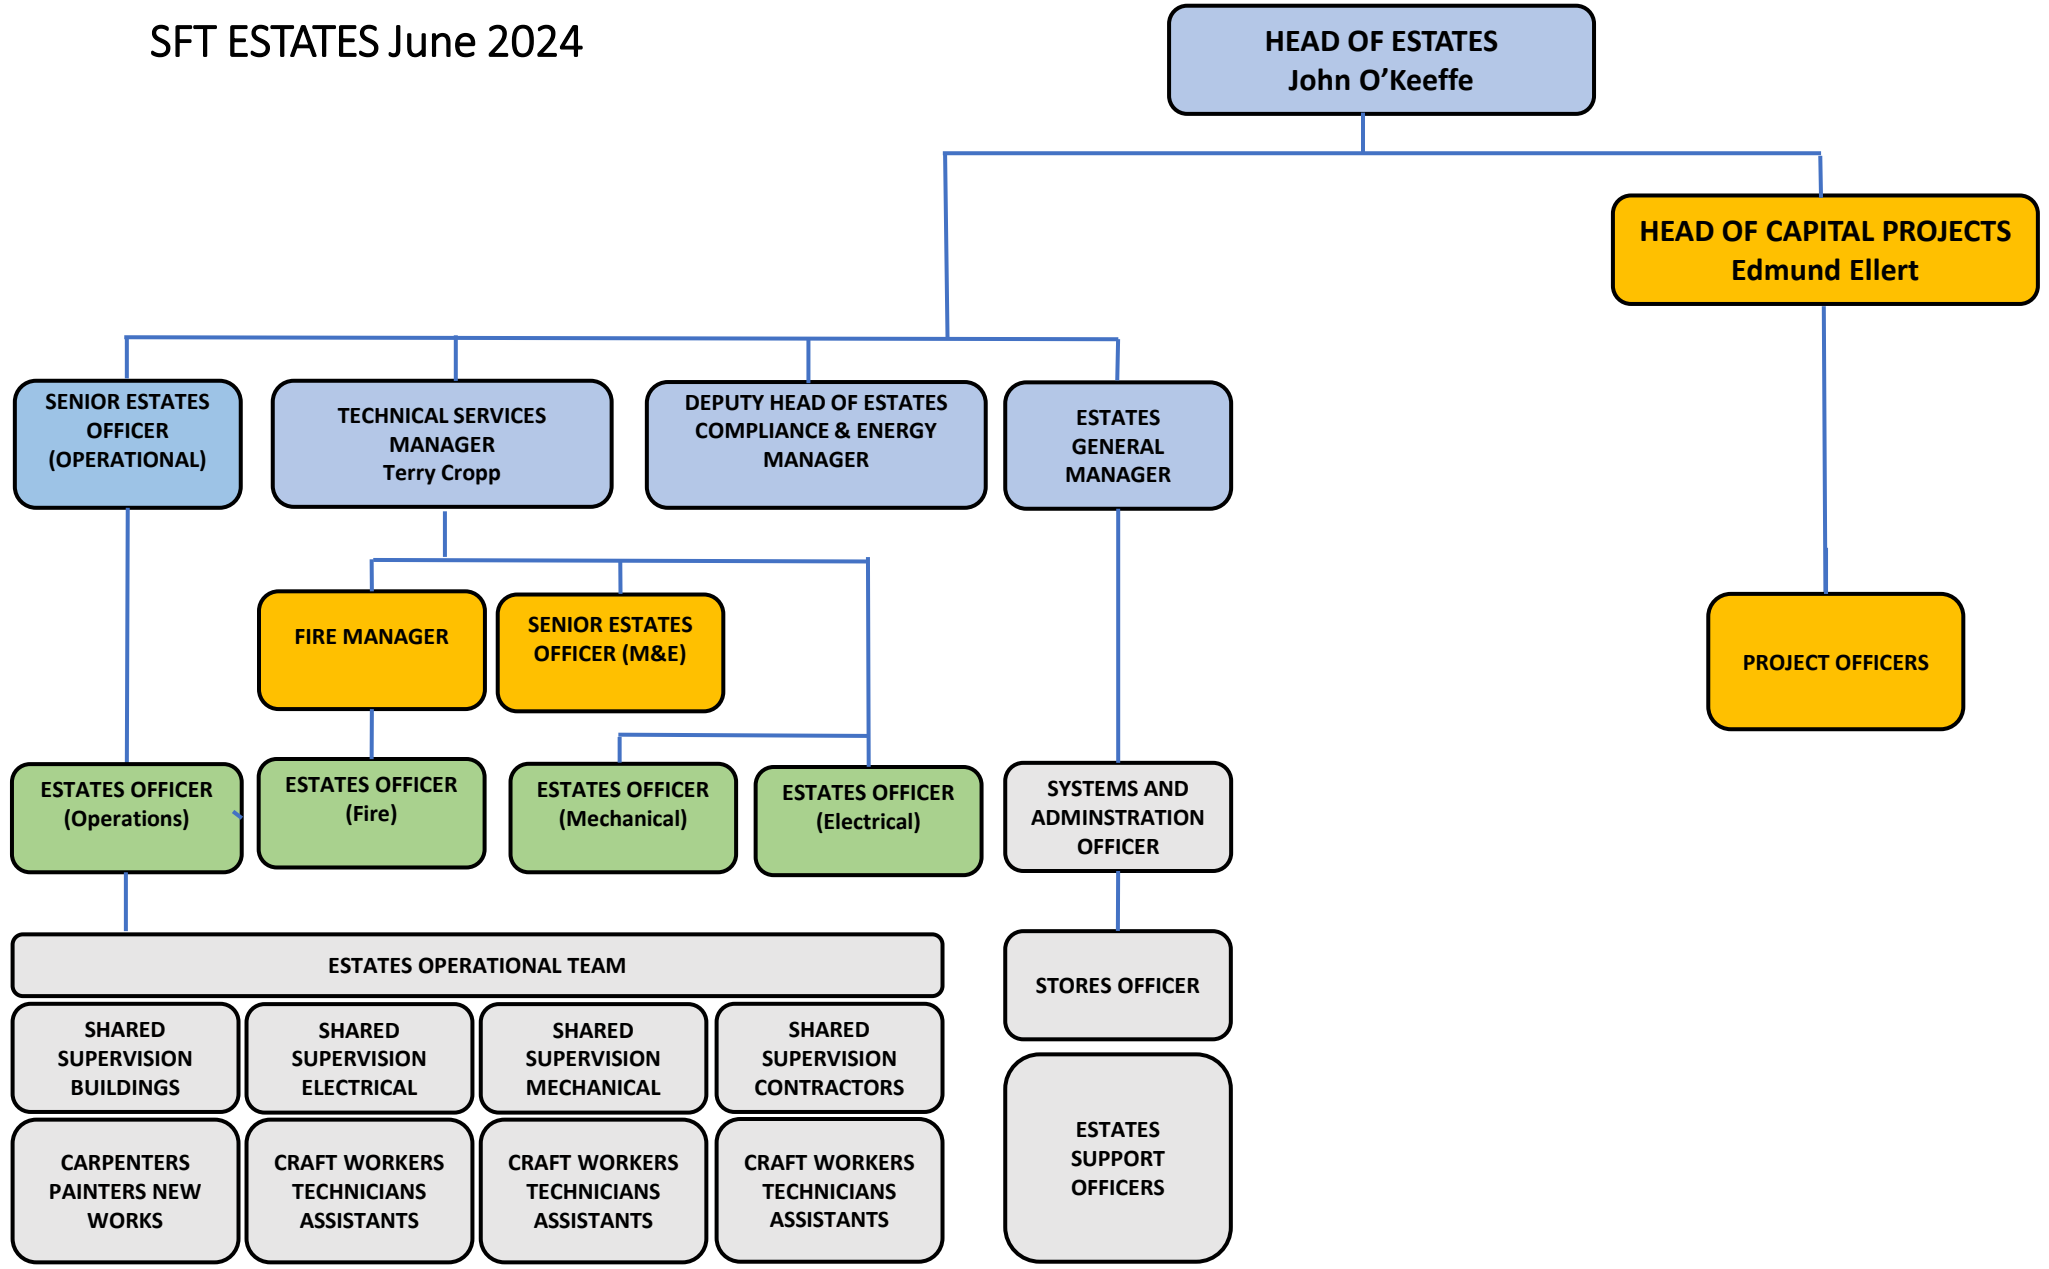 SFT ESTATES June 2024
HEAD OF ESTATES
John O’Keeffe
HEAD OF CAPITAL PROJECTS
Edmund Ellert
SENIOR ESTATES
OFFICER
(OPERATIONAL)
TECHNICAL SERVICES
MANAGER
Terry Cropp
DEPUTY HEAD OF ESTATES
COMPLIANCE & ENERGY
MANAGER
ESTATES
GENERAL
MANAGER
FIRE MANAGER
SENIOR ESTATES
OFFICER (M&E)
PROJECT OFFICERS
ESTATES OFFICER
(Operations)
ESTATES OFFICER
(Fire)
ESTATES OFFICER
(Mechanical)
ESTATES OFFICER
(Electrical)
SYSTEMS AND
ADMINSTRATION
OFFICER
ESTATES OPERATIONAL TEAM
STORES OFFICER
SHARED
SUPERVISION
BUILDINGS
SHARED
SUPERVISION
ELECTRICAL
SHARED
SUPERVISION
MECHANICAL
SHARED
SUPERVISION
CONTRACTORS
CARPENTERS
PAINTERS NEW
WORKS
CRAFT WORKERS
TECHNICIANS
ASSISTANTS
CRAFT WORKERS
TECHNICIANS
ASSISTANTS
CRAFT WORKERS
TECHNICIANS
ASSISTANTS
ESTATES
SUPPORT
OFFICERS